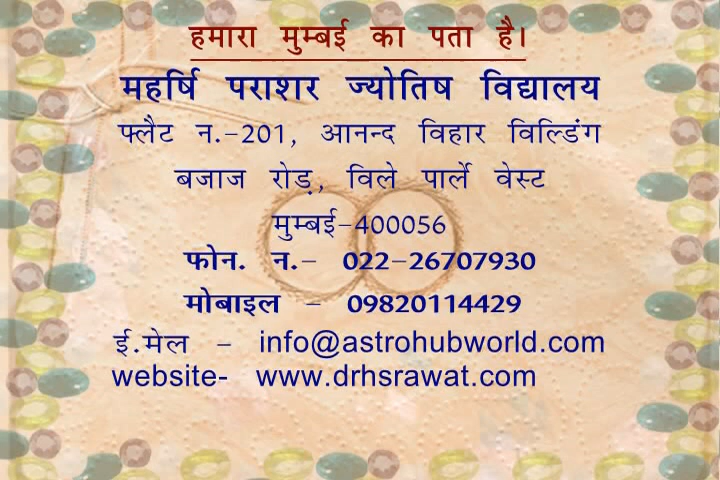 हमारा मुम्बई का पता है।
महर्षि पराशर ज्योतिष विद्यालय
फ्लैट न.-201, आनन्द विहार विल्डिंग
बजाज रोड़, विले पार्ले वेस्ट
मुम्बई-400056
फोन. न.- 022-26707930
मोबाइल - 09820114429
ई.मेल - info@astrohubworld.com
website- www.drhsrawat.com